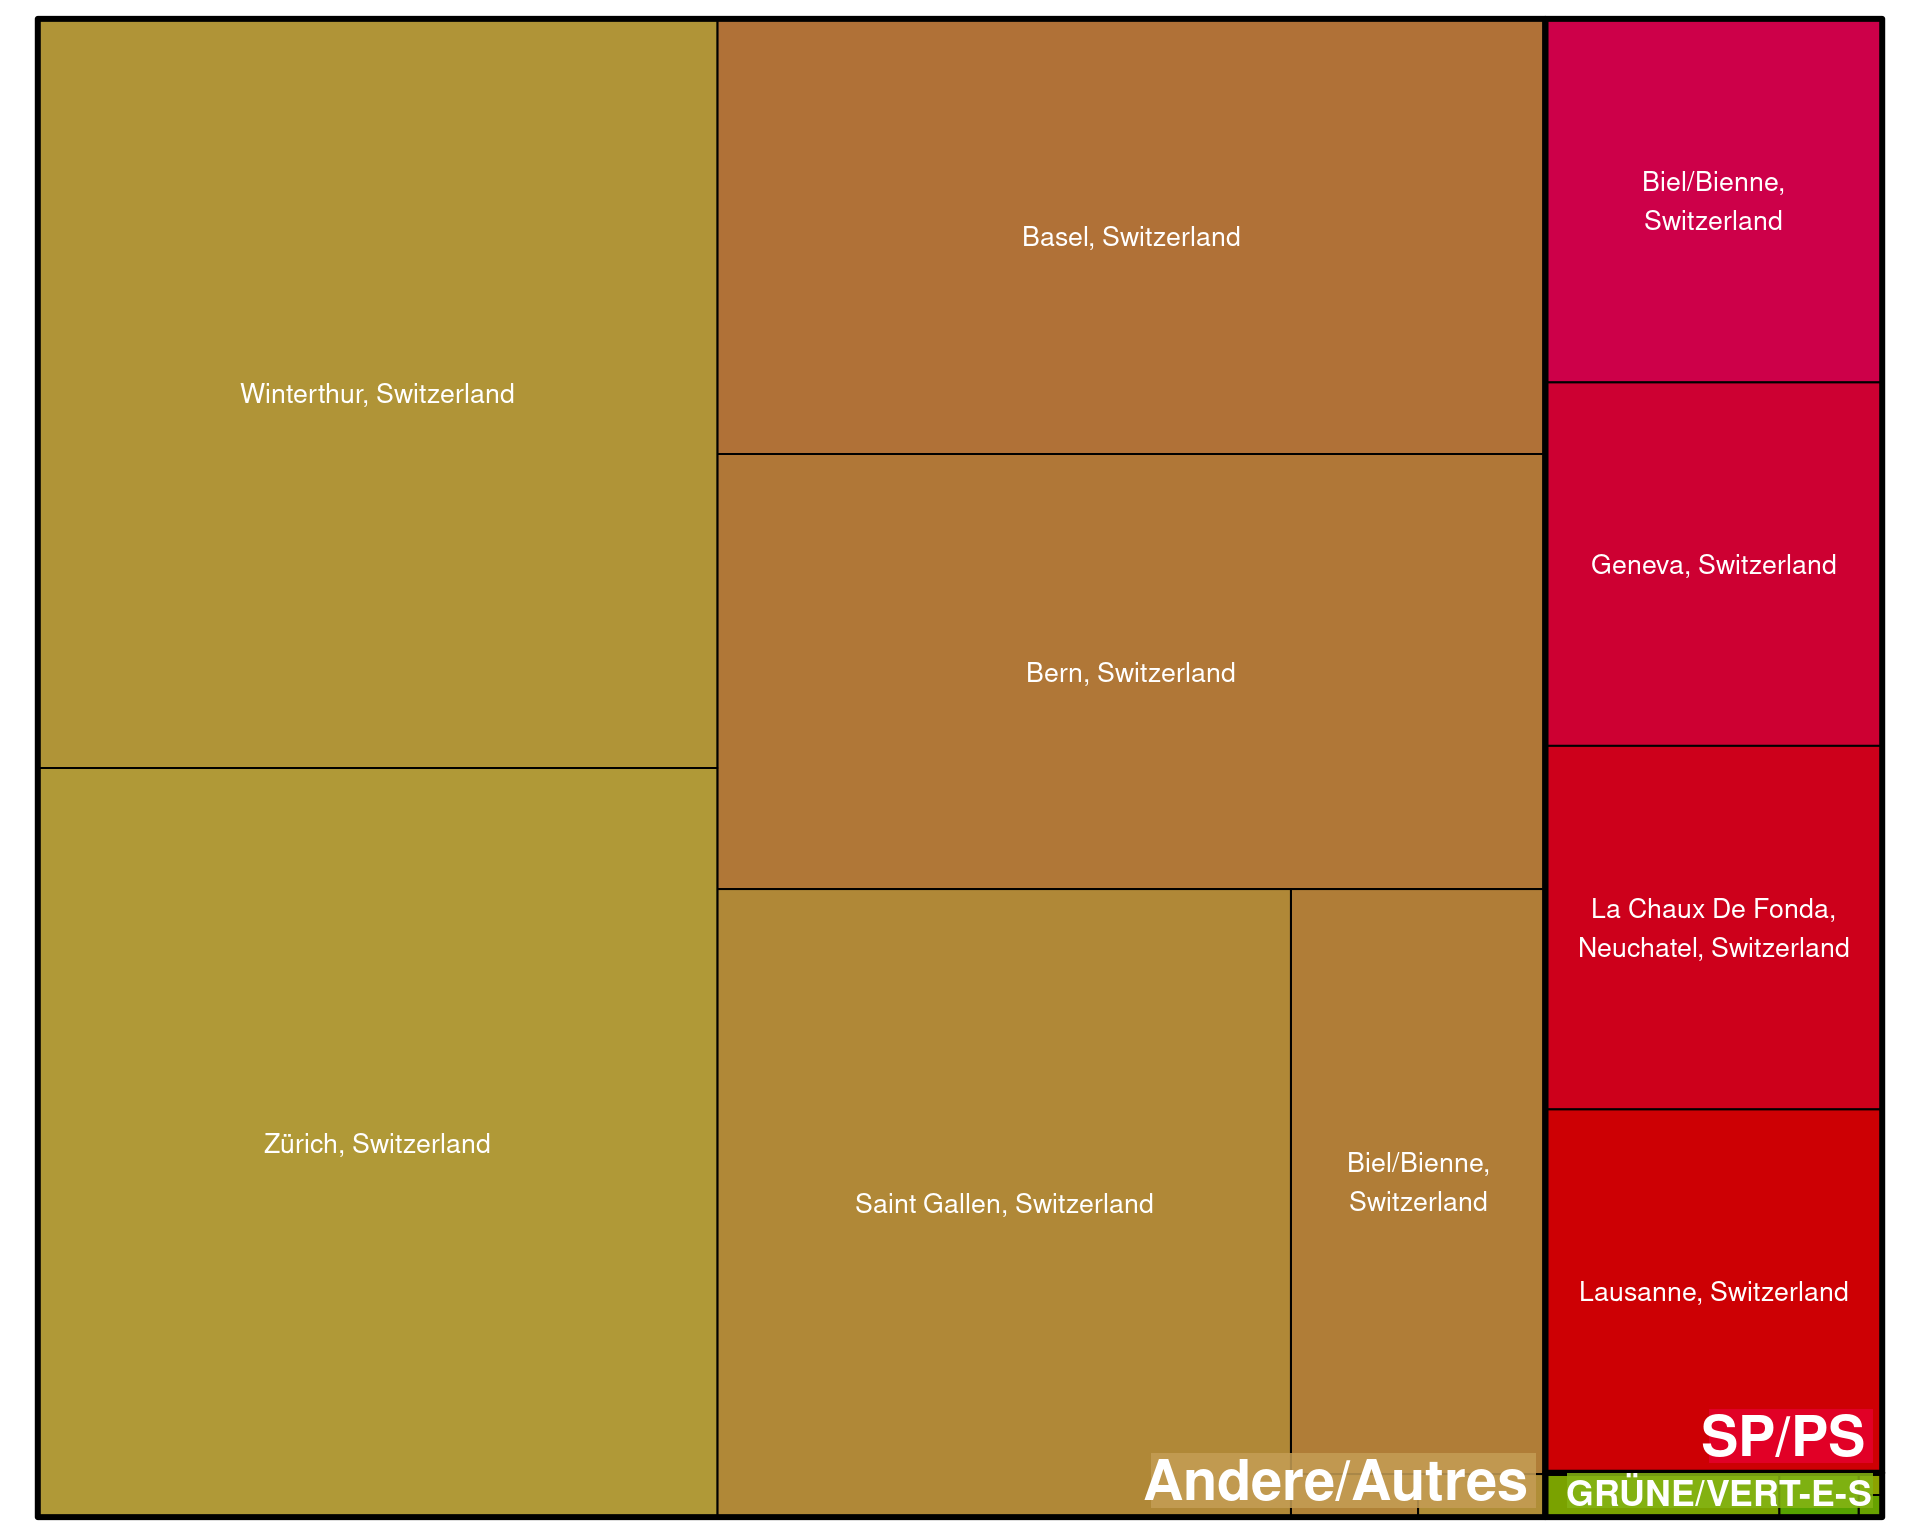 Winterthur, Switzerland
Zürich, Switzerland
Basel, Switzerland
Bern, Switzerland
Saint Gallen, Switzerland
Biel/Bienne,
Switzerland
Andere/Autres
Biel/Bienne,
Switzerland
Geneva, Switzerland
La Chaux De Fonda,
Neuchatel, Switzerland
Lausanne, Switzerland
SP/PS
GRÜNE/VERT-E-S